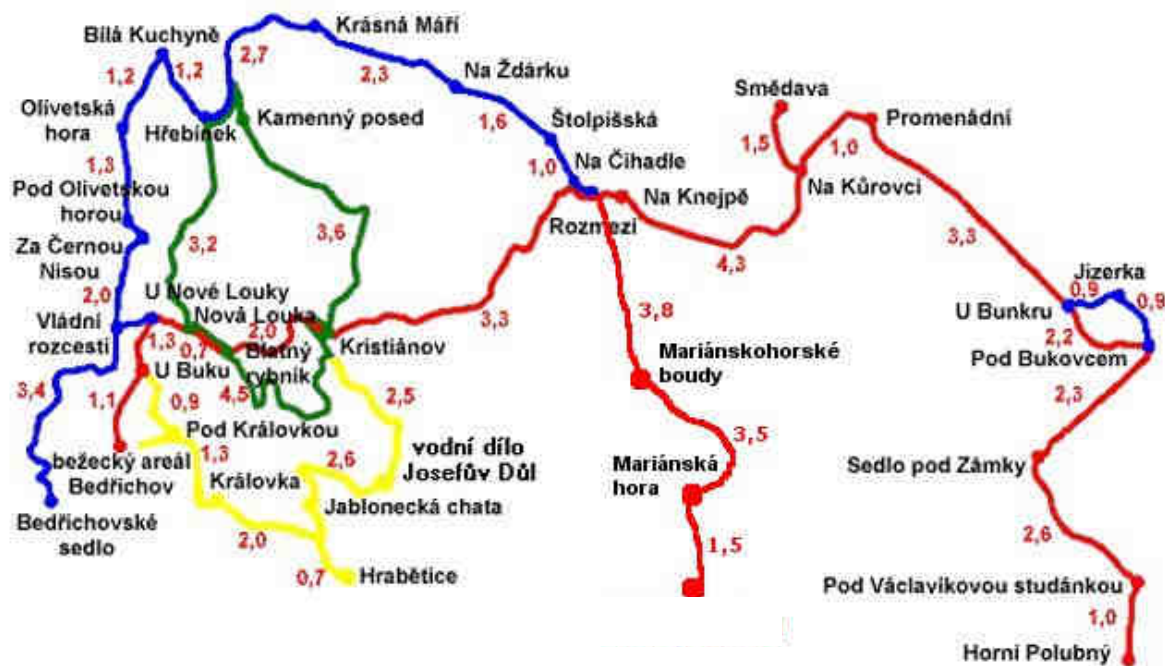 Krásná Máří
Bílá Kuchyně
2,7
1,2
1,2
2,3
Na Ždárku
Smědava
Olivetská
hora
Hřebínek
Kamenný posed
1,6
Štolpišská
Promenádní
1,5
1,0
1,3
1,0
Na Čihadle
Na Kůrovci
Pod Olivetskou
horou
Na Knejpě
Rozmezí
3,2
3,6
3,3
Za Černou
Nisou
4,3
Jizerka
2,0
U Nové Louky
0,9
0,9
Nová Louka
3,3
3,8
U Bunkru
Vládní
rozcestí
1,3
0,7
2,0
Kristiánov
2,2
Blatný
rybník
Mariánskohorské
boudy
Pod Bukovcem
U Buku
3,4
4,5
2,3
1,1
0,9
2,5
Pod Královkou
3,5
vodní dílo
Josefův Důl
bežecký areál
Bedřichov
1,3
2,6
Mariánská
hora
Sedlo pod Zámky
Královka
Jablonecká chata
Bedřichovské
sedlo
2,0
1,5
2,6
0,7
Hrabětice
Pod Václavíkovou studánkou
1,0
Horní Polubný